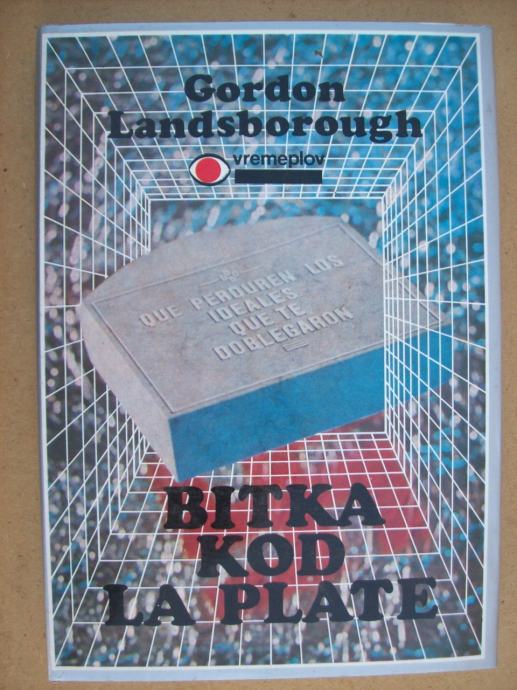 Gordon
Landsborough
vremeplov
QUE PERDUREN LOS
IDEALES
QUE TE
DOBLEGARON
BITKA
KOD
LA PLATE